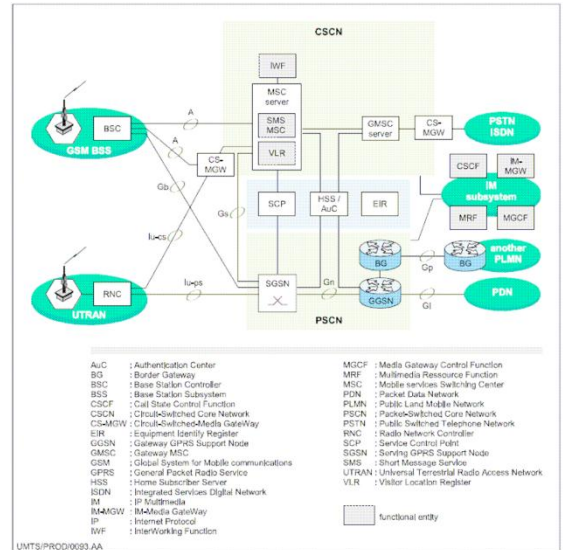 CSCN
IWF
MSC
server
SMS
MSC
VLR
GMSC
server
CS-
MGW
PSTN
ISDN
BSC
GSM BSS
A
A
CS-
MGW
CSCF
IM-
MGW
IM
subsystem
MRF
MGCF
Gb
Gs
SCP
HSS /
AuC
EIR
Iu-cs
BG
Gp
BG
another
PLMN
RNC
UTRAN
Iu-ps
SGSN
Gn
GGSN
Gi
PDN
PSCN
AuC : Authentication Center
BG : Border Gateway
BSC : Base Station Controller
BSS : Base Station Subsystem
CSCF : Call State Control Function
CSCN : Circuit-Switched Core Network
CS-MGW : Circuit-Switched-Media GateWay
EIR : Equipment Identify Register
GGSN : Gateway GPRS Support Node
GMSC : Gateway MSC
GSM : Global System for Mobile communications
GPRS : General Packet Radio Service
HSS : Home Subscriber Server
ISDN : Integrated Services Digital Network
IM : IP Multimedia
IM-MGW : IM-Media GateWay
IP : Internet Protocol
IWF : InterWorking Function
MGCF : Media Gateway Control Function
MRF : Multimedia Ressource Function
MSC : Mobile services Switching Center
PDN : Packet Data Network
PLMN : Public Land Mobile Network
PSCN : Packet-Switched Core Network
PSTN : Public Switched Telephone Network
RNC : Radio Network Controller
SCP : Service Control Point
SGSN : Serving GPRS Support Node
SMS : Short Message Service
UTRAN : Universal Terrestrial Radio Access Network
VLR : Visitor Location Register
functional entity
UMTS/PROD/0093.AA